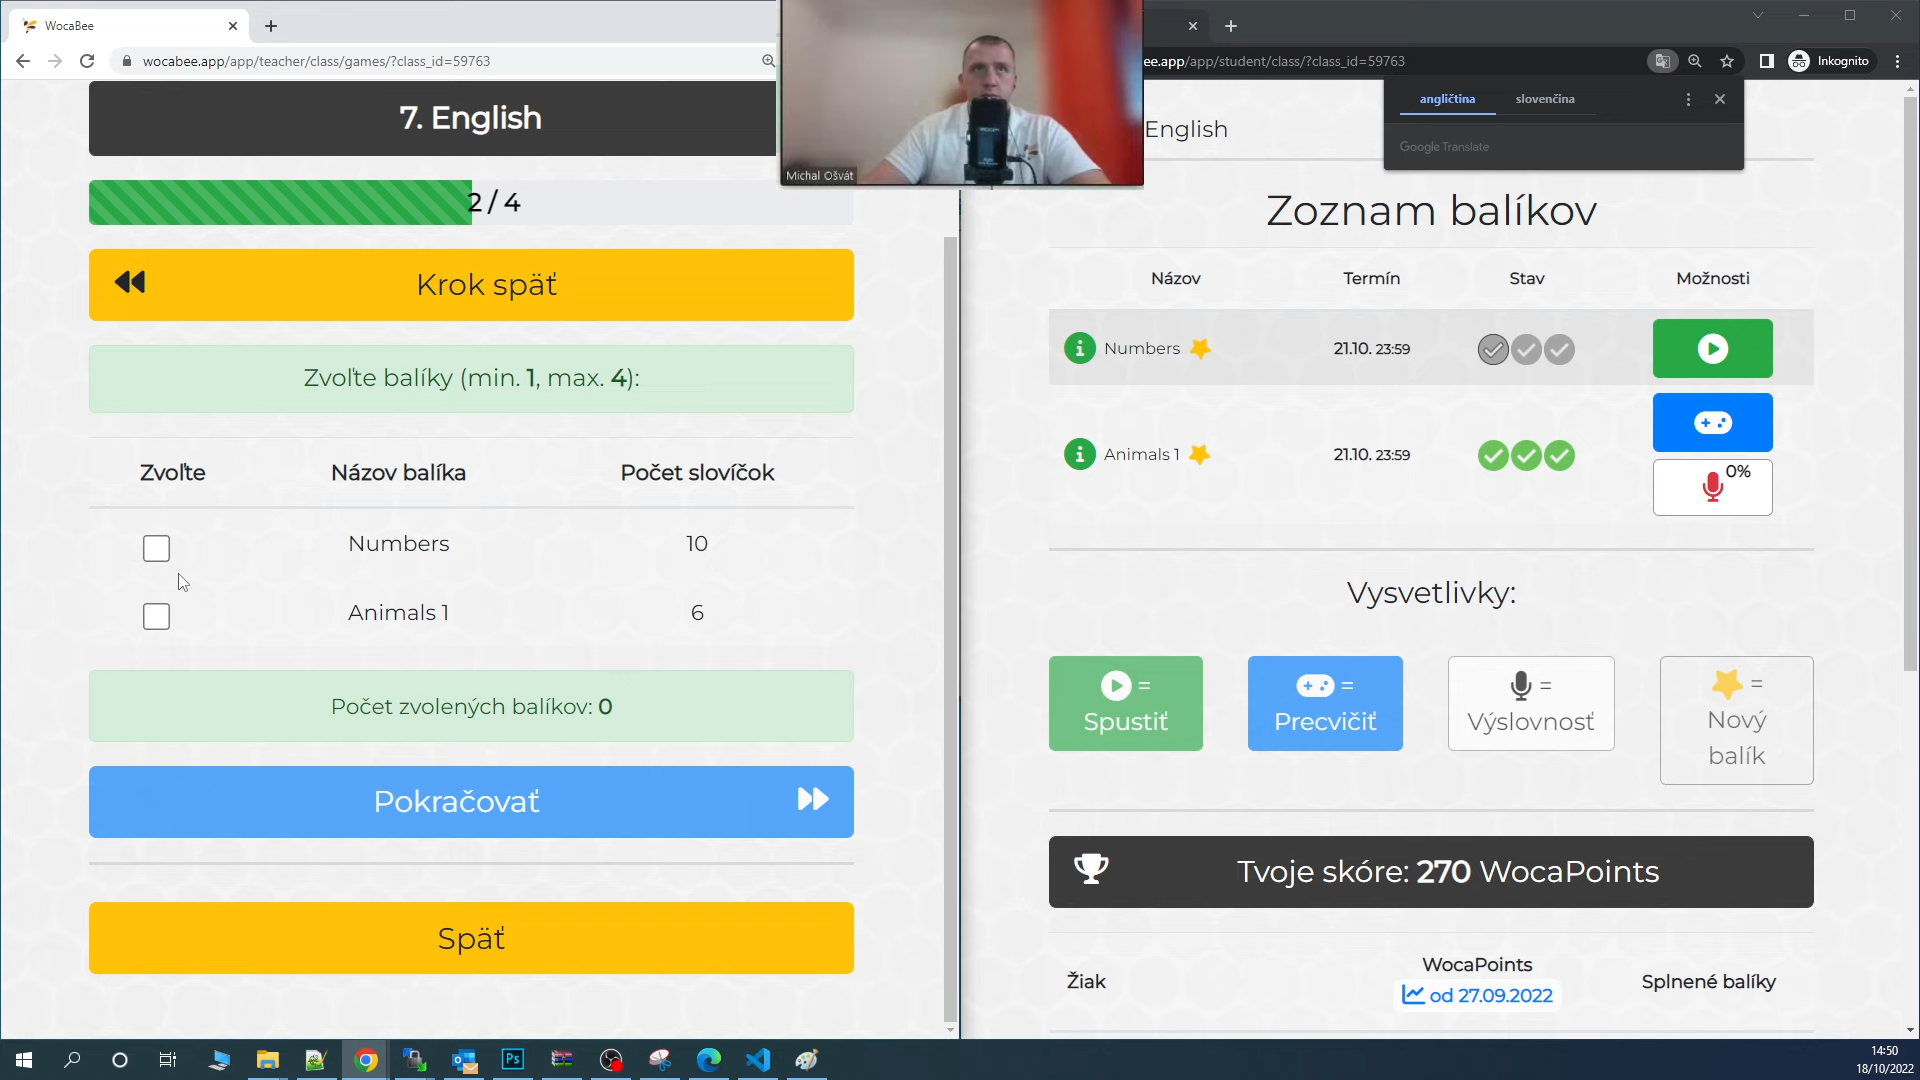 WocaBee
wocabee.app/app/teacher/class/games/?class_id=59763
7. English
2 / 4
Krok späť
Zvoľte balíky (min. 1, max. 4):
Zvoľte
Názov balíka
Počet slovíčok
Numbers
10
Animals 1
6
Počet zvolených balíkov: 0
Pokračovať
Späť
Michal Ošvát
ee.app/app/student/class/?class_id=59763
Inkognito
angličtina
slovenčina
Google Translate
English
Zoznam balíkov
Názov
Termín
Stav
Možnosti
Numbers
21.10. 23:59
Animals 1
21.10. 23:59
0%
Vysvetlivky:
=
Spustiť
=
Precvičiť
=
Výslovnosť
=
Nový
balík
Tvoje skóre: 270 WocaPoints
Žiak
WocaPoints
od 27.09.2022
Splnené balíky
Ps
14:50
18/10/2022